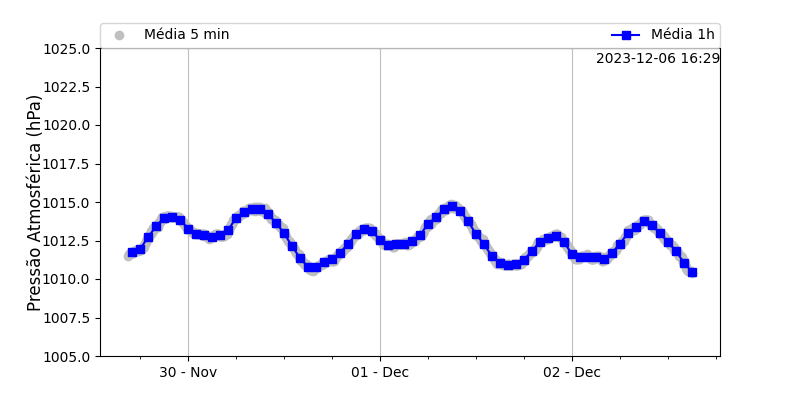 Média 5 min
Média 1h
2023-12-06 16:29
Pressão Atmosférica (hPa)
1025.0
1022.5
1020.0
1017.5
1015.0
1012.5
1010.0
1007.5
1005.0
30 - Nov
01 - Dec
02 - Dec